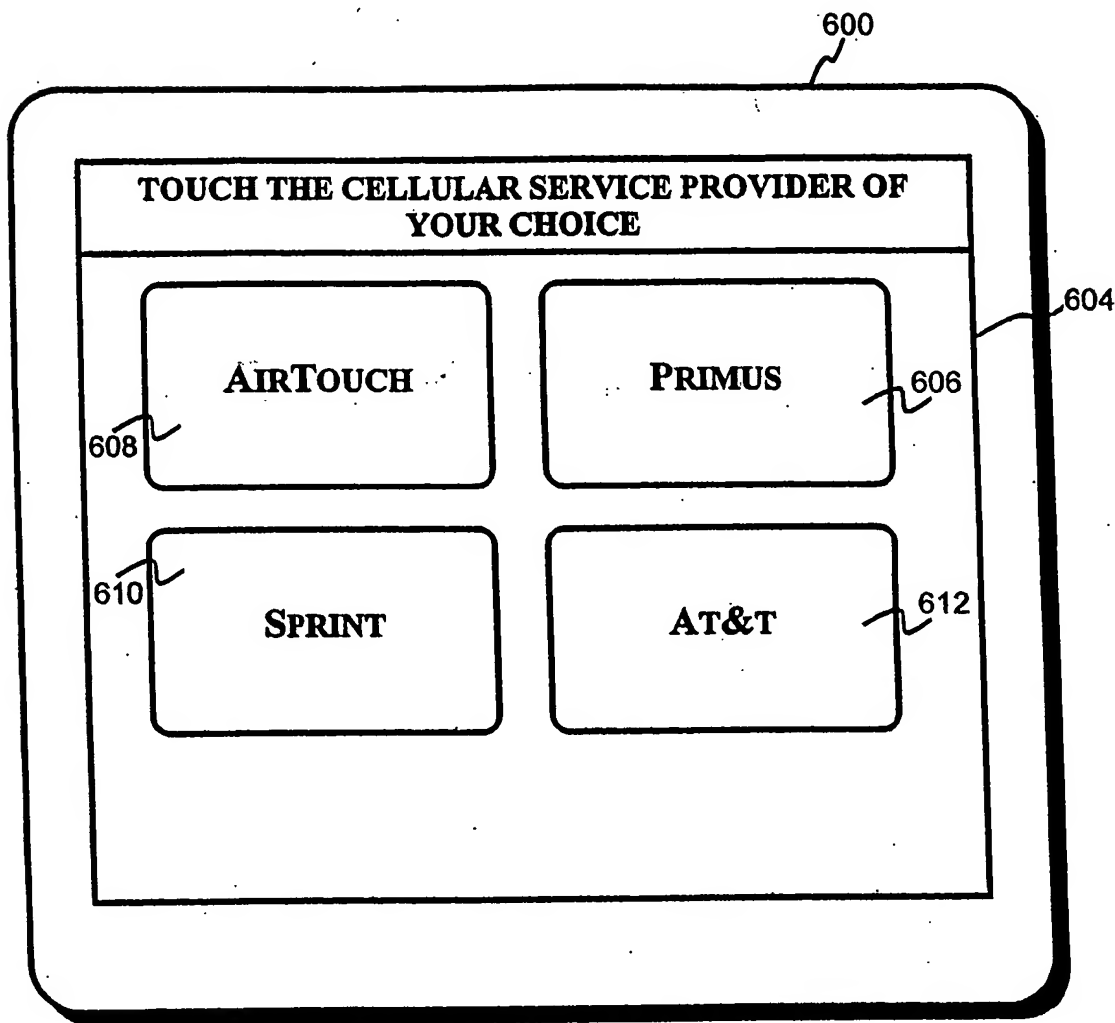 600
TOUCH THE CELLULAR SERVICE PROVIDER OF
YOUR CHOICE
604
AIRTOUCH
PRIMUS
606
608
610
SPRINT
AT&T
612